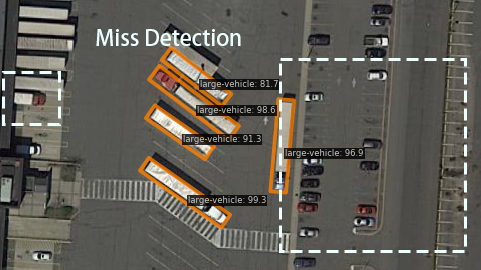 Miss Detection
large-vehicle: 81.7
large-vehicle: 98.6
large-vehicle: 91.3
large-vehicle: 96.9
large-vehicle: 99.3